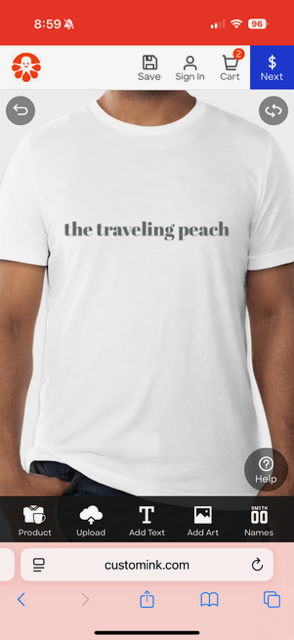 8:59
96
Save
Sign In
2
Cart
$
Next
the traveling peach
?
Help
Product
Upload
T
Add Text
Add Art
SMITH
00
Names
customink.com